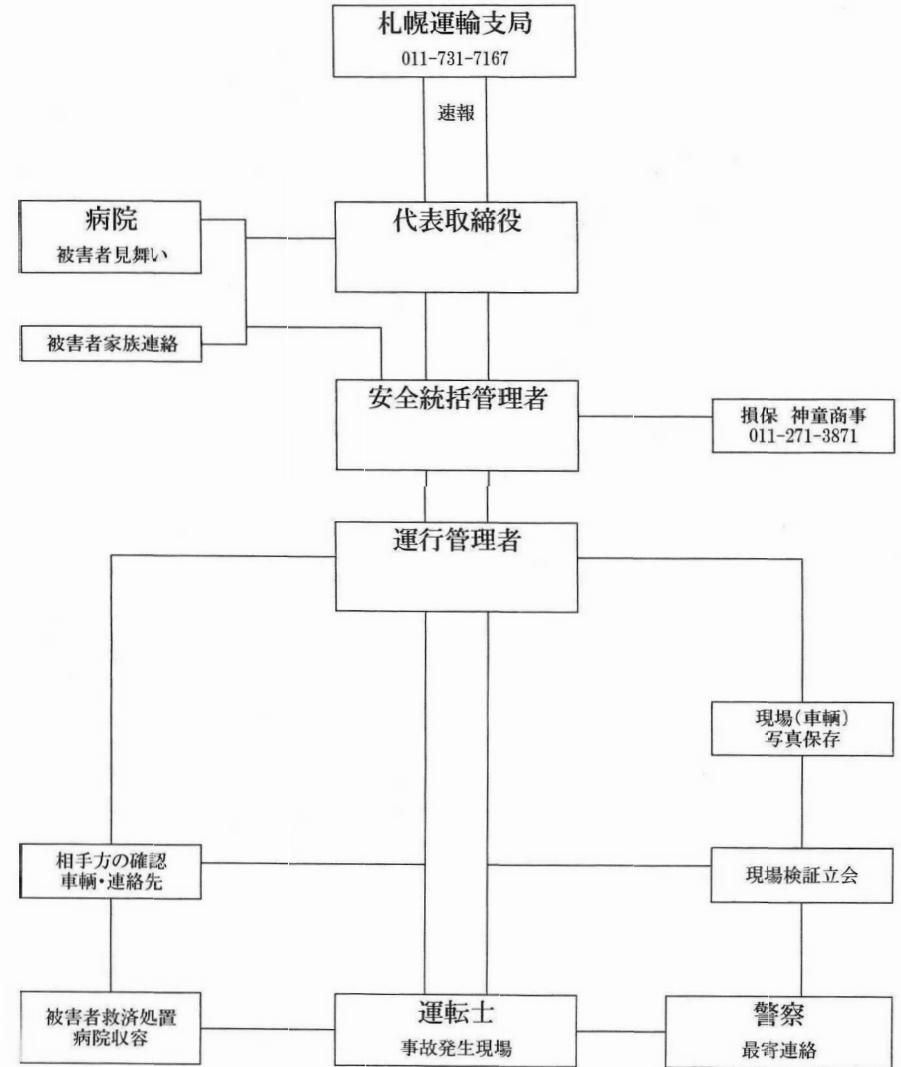 札幌運輸支局
011-731-7167
速報
病院
被害者見舞い
代表取締役
被害者家族連絡
安全統括管理者
損保 神童商事
011-271-3871
運行管理者
現場(車輌)
写真保存
相手方の確認
車輌・連絡先
現場検証立会
被害者救済処置
病院収容
運転士
事故発生現場
警察
最寄連絡